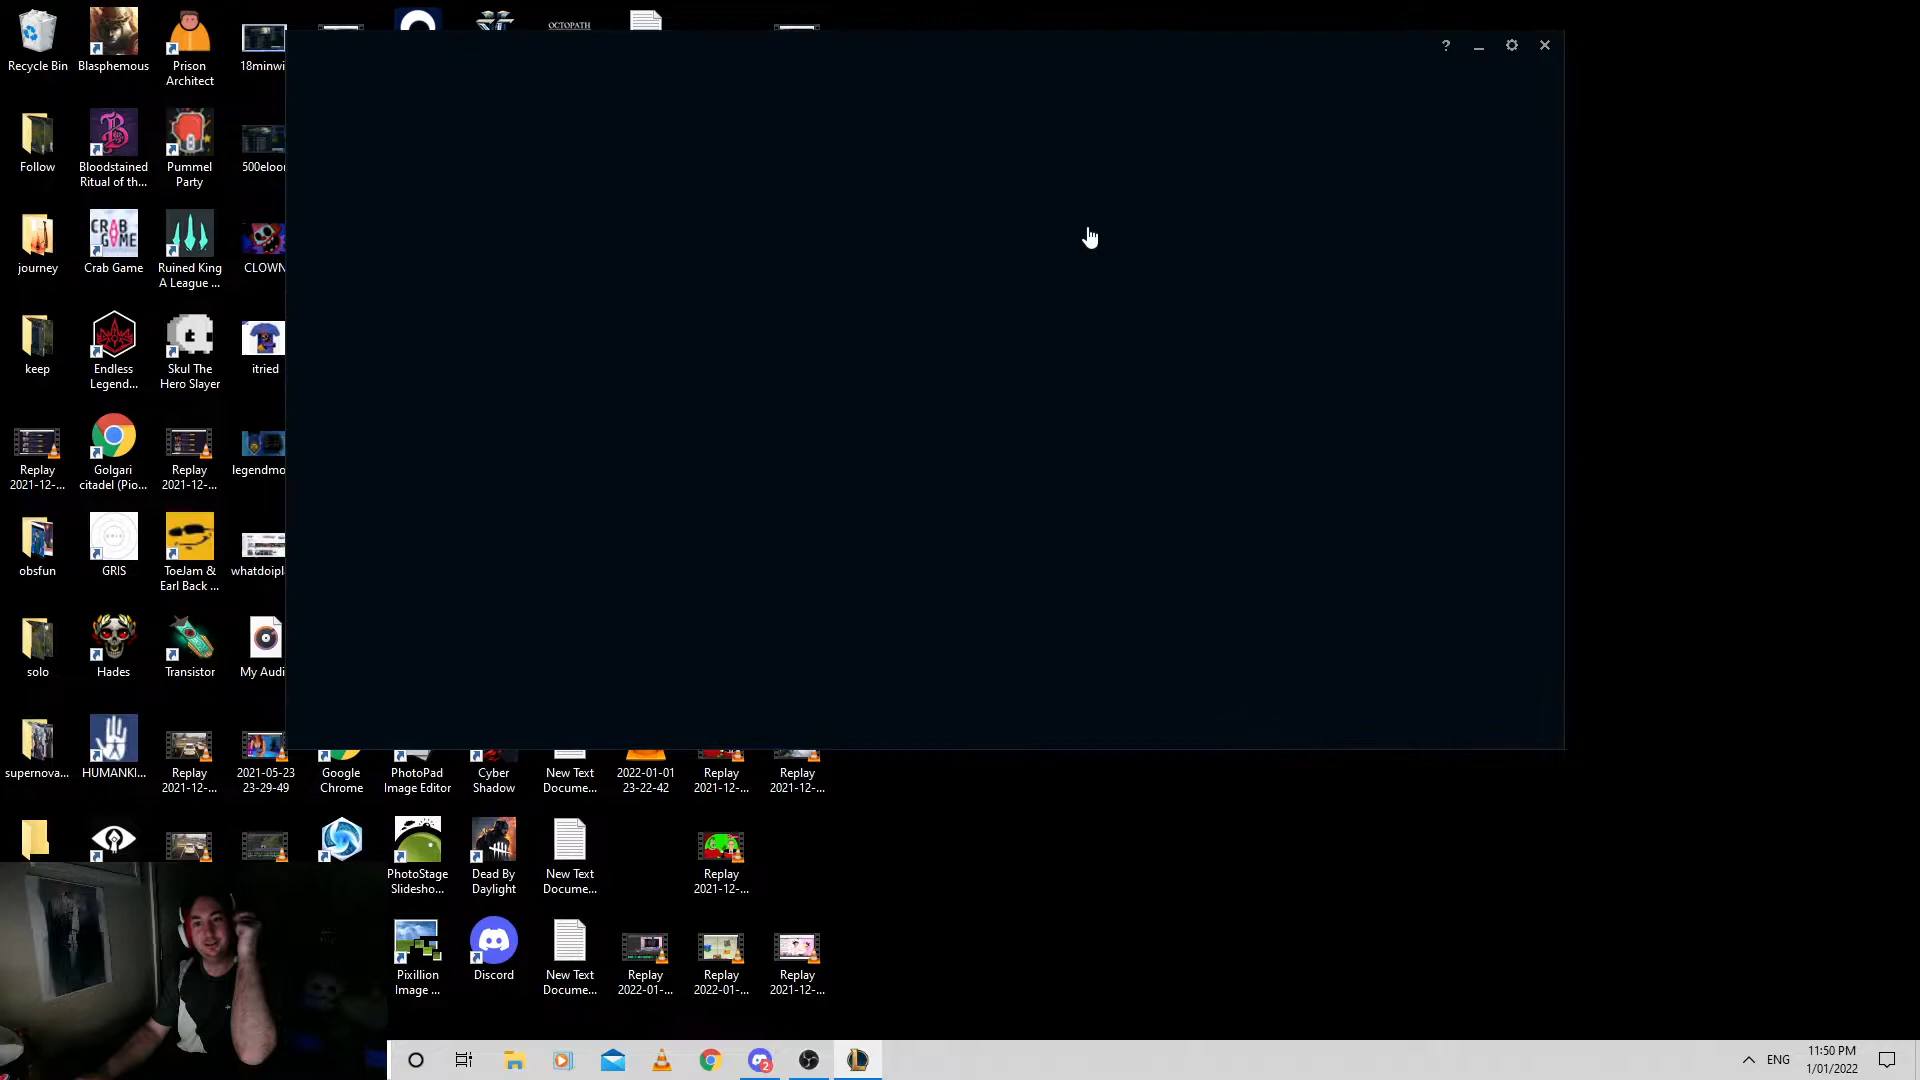 OCTOPATH
?
Recycle Bin
Blasphemous
Prison
Architect
18minwi
Follow
Bloodstained
Ritual of th...
Pummel
Party
500eloor
CRAB
GAME
journey
Crab Game
Ruined King
A League ...
CLOWN
keep
Endless
Legend...
Skul The
Hero Slayer
itried
Replay
2021-12-...
Golgari
citadel (Pio...
Replay
2021-12-...
legendmo
obsfun
GRIS
ToeJam &
Earl Back ...
whatdoipl
solo
Hades
Transistor
My Audi
supernova...
HUMANKI...
Replay
2021-12-...
2021-05-23
23-29-49
Google
Chrome
PhotoPad
Image Editor
Cyber
Shadow
New Text
Docume...
2022-01-01
23-22-42
Replay
2021-12-...
Replay
2021-12-...
PhotoStage
Slidesho...
Dead By
Daylight
New Text
Docume...
Replay
2021-12-...
Pixillion
Image ...
Discord
New Text
Docume...
Replay
2022-01-...
Replay
2022-01-...
Replay
2021-12-...
2
ENG
11:50 PM
1/01/2022